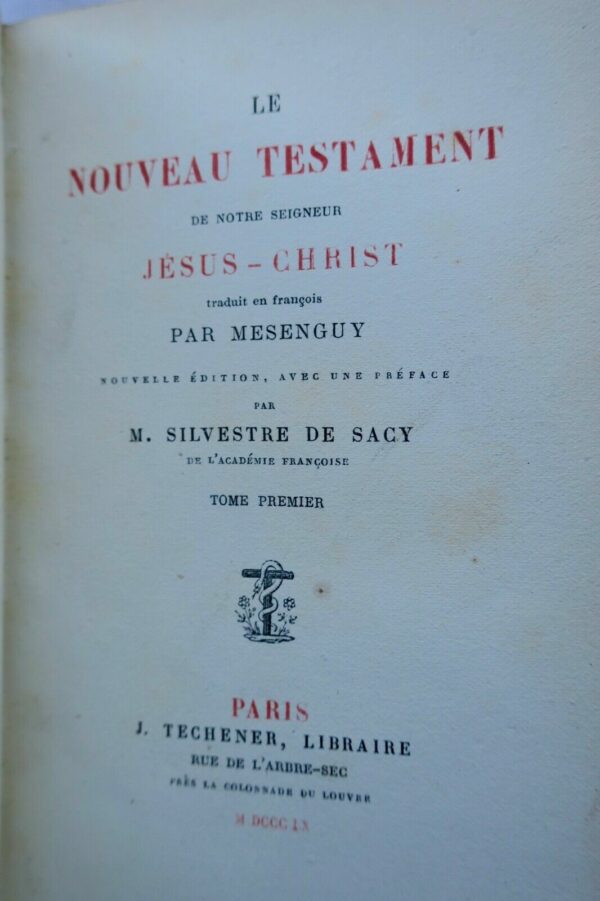 LE
NOUVEAU TESTAMENT
DE NOTRE SEIGNEUR
JÉSUS-CHRIST
traduit en françois
PAR MESENGUY
NOUVELLE ÉDITION, AVEC UNE PRÉFACE
PAR
M. SILVESTRE DE SACY
DE L'ACADÉMIE FRANÇOISE
TOME PREMIER
PARIS
J. TECHENER, LIBRAIRE
RUE DE L'ARBRE-SEC
PRÈS LA COLONNADE DU LOUVRE
M DCCC LX